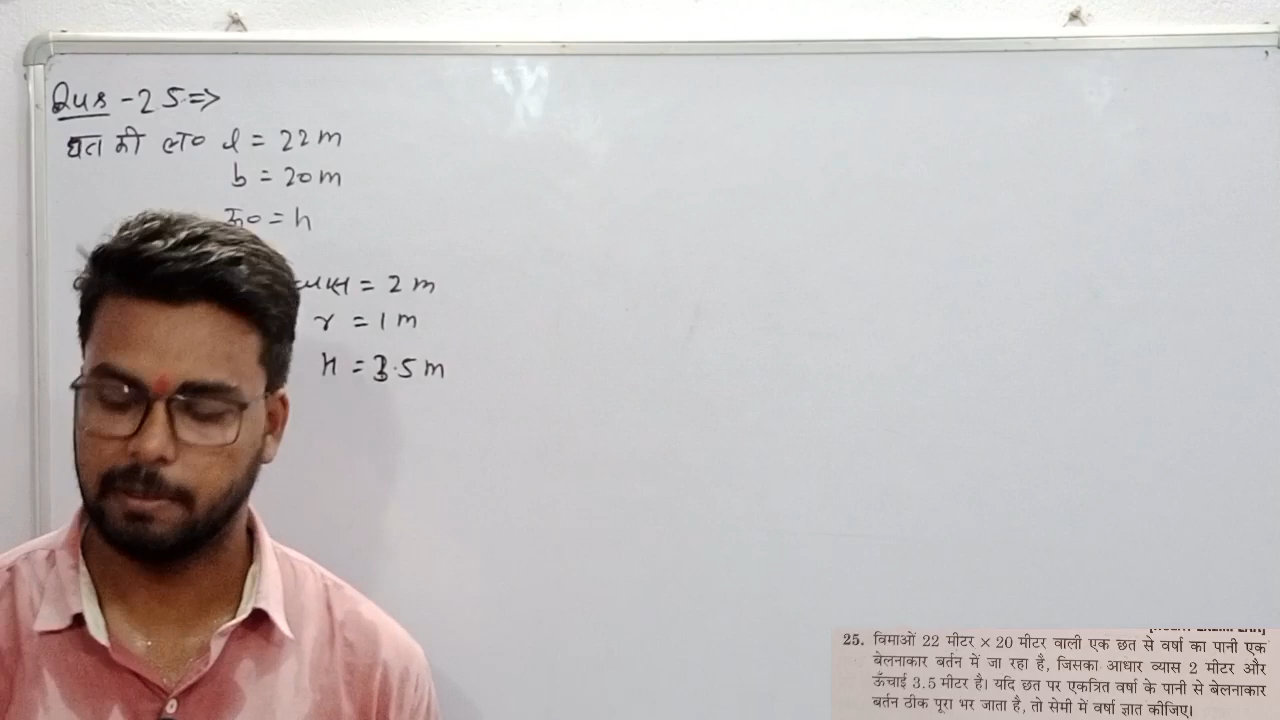 Qus - 25 =>
छत की ल० l = 22 m
b = 20 m
ऊ० = h
व्यास = 2 m
r = 1 m
h = 3.5 m
25. विमाओं 22 मीटर × 20 मीटर वाली एक छत से वर्षा का पानी एक
बेलनाकार बर्तन में जा रहा है, जिसका आधार व्यास 2 मीटर और
ऊँचाई 3.5 मीटर है। यदि छत पर एकत्रित वर्षा के पानी से बेलनाकार
बर्तन ठीक पूरा भर जाता है, तो सेमी में वर्षा ज्ञात कीजिए।